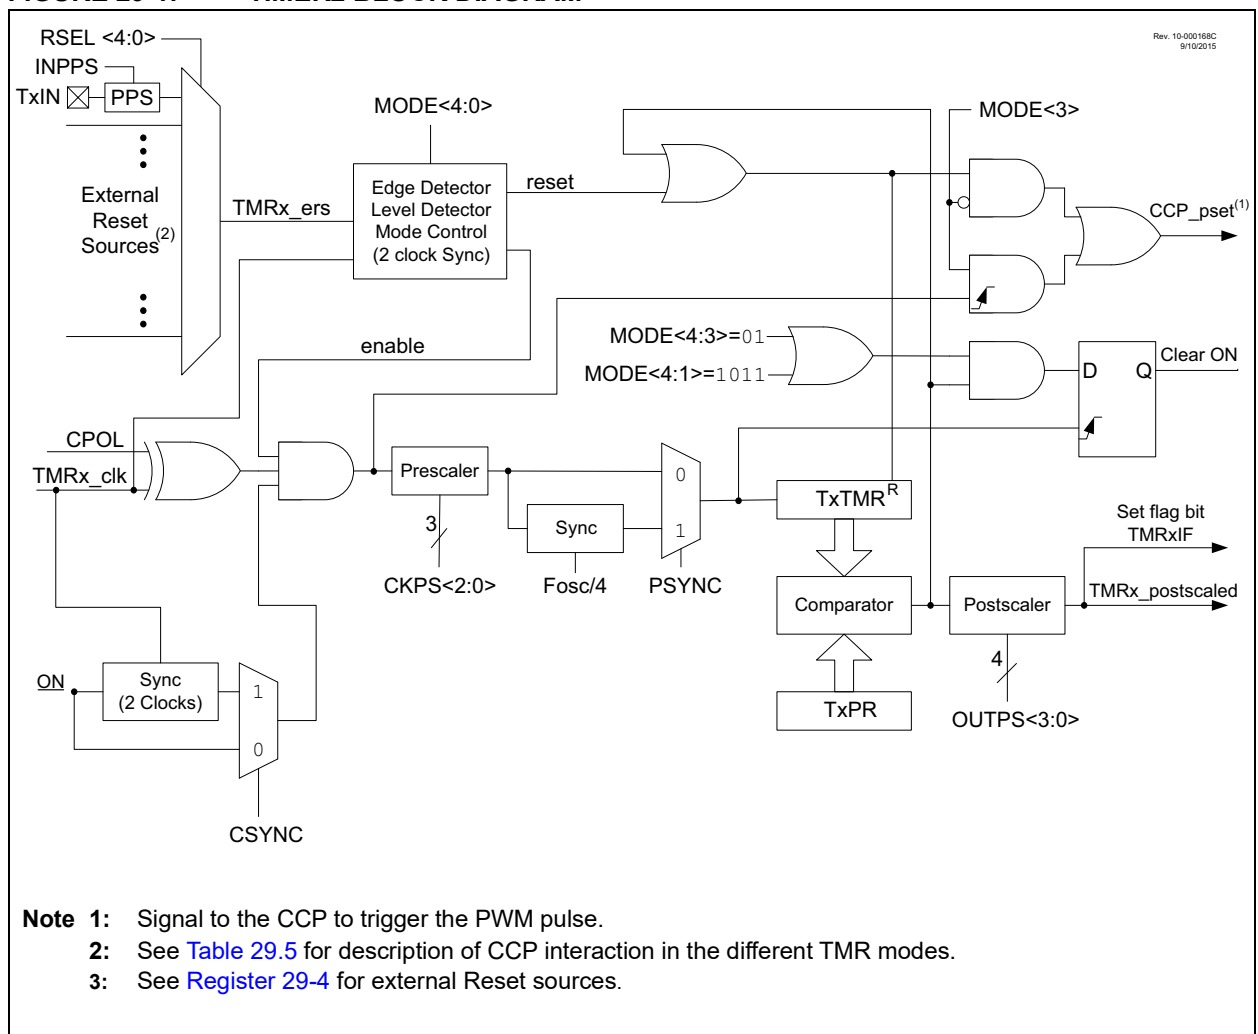 RSEL <4:0>
INPPS
TxIN
PPS
Rev. 10-000168C
9/10/2015
MODE<4:0>
MODE<3>
External
Reset
Sources(2)
TMRx_ers
Edge Detector
Level Detector
Mode Control
(2 clock Sync)
reset
CCP_pset(1)
enable
MODE<4:3>=01
MODE<4:1>=1011
D
Q
Clear ON
CPOL
TMRx_clk
Prescaler
3
CKPS<2:0>
Sync
Fosc/4
0
1
PSYNC
TxTMR
R
Comparator
TxPR
Postscaler
4
OUTPS<3:0>
Set flag bit
TMRxIF
TMRx_postscaled
ON
Sync
(2 Clocks)
1
0
CSYNC
Note 1: Signal to the CCP to trigger the PWM pulse.
2: See Table 29.5 for description of CCP interaction in the different TMR modes.
3: See Register 29-4 for external Reset sources.